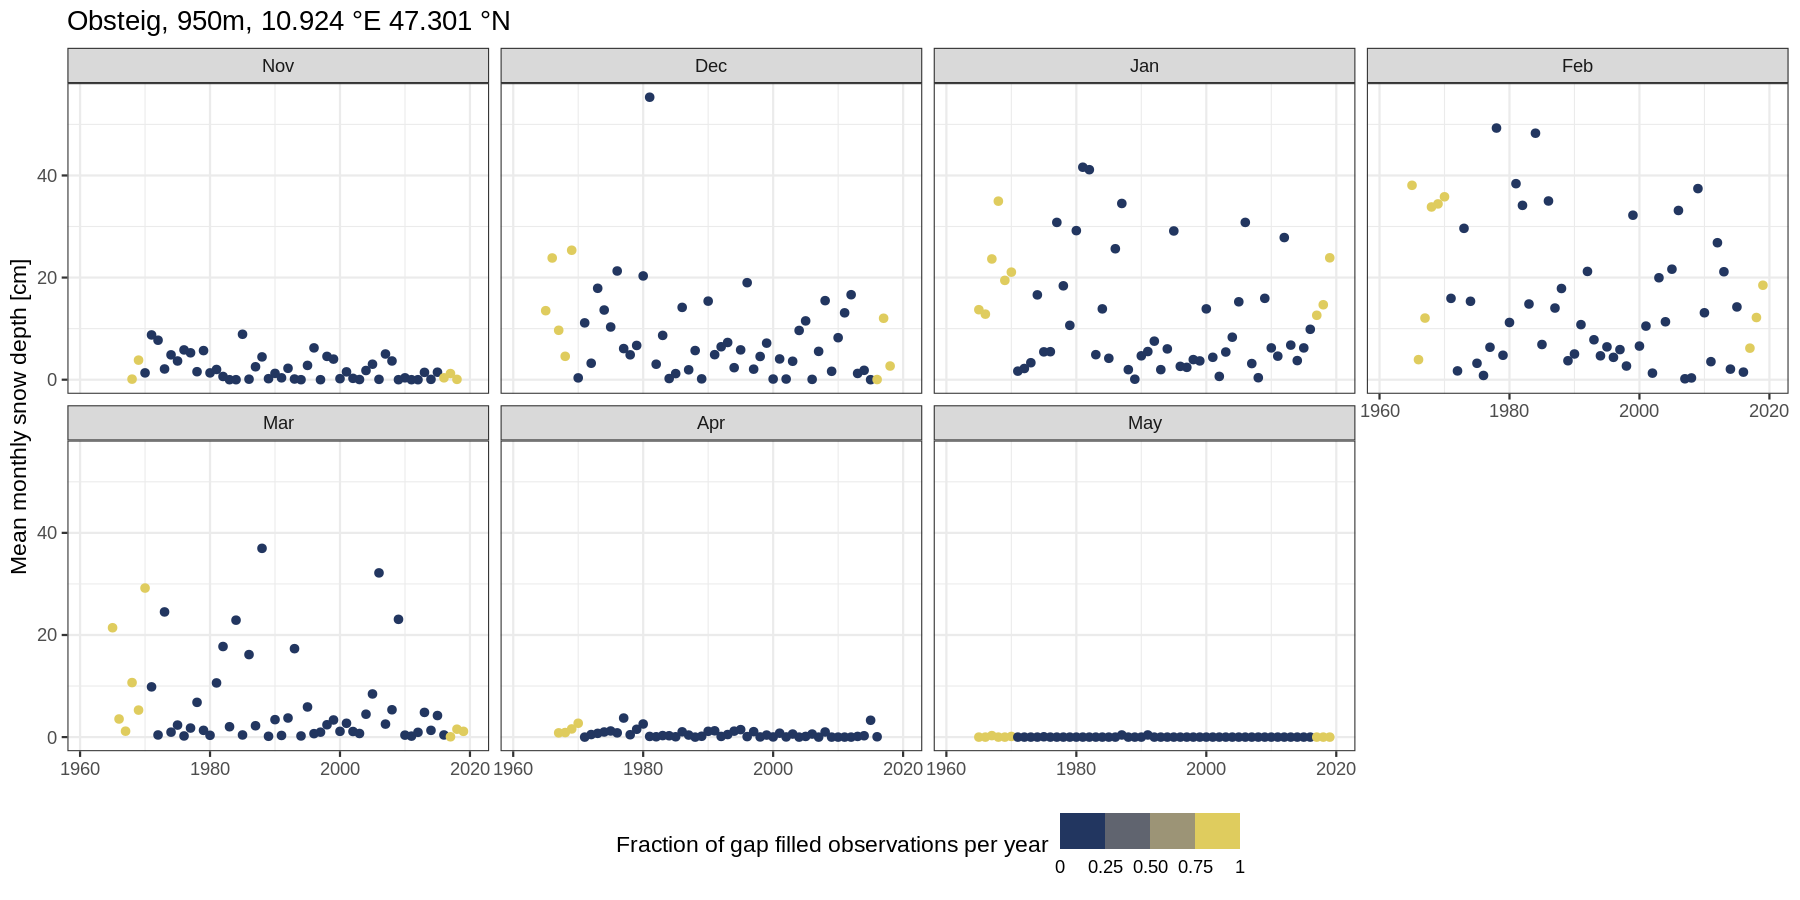 Obsteig, 950m, 10.924 °E 47.301 °N
Nov Dec Jan Feb
Mean monthly snow depth [cm]
40
20
0
1960 1980 2000 2020
Mar Apr May
40
20
0
1960 1980 2000 2020 1960 1980 2000 2020 1960 1980 2000 2020
Fraction of gap filled observations per year
0 0.25 0.50 0.75 1